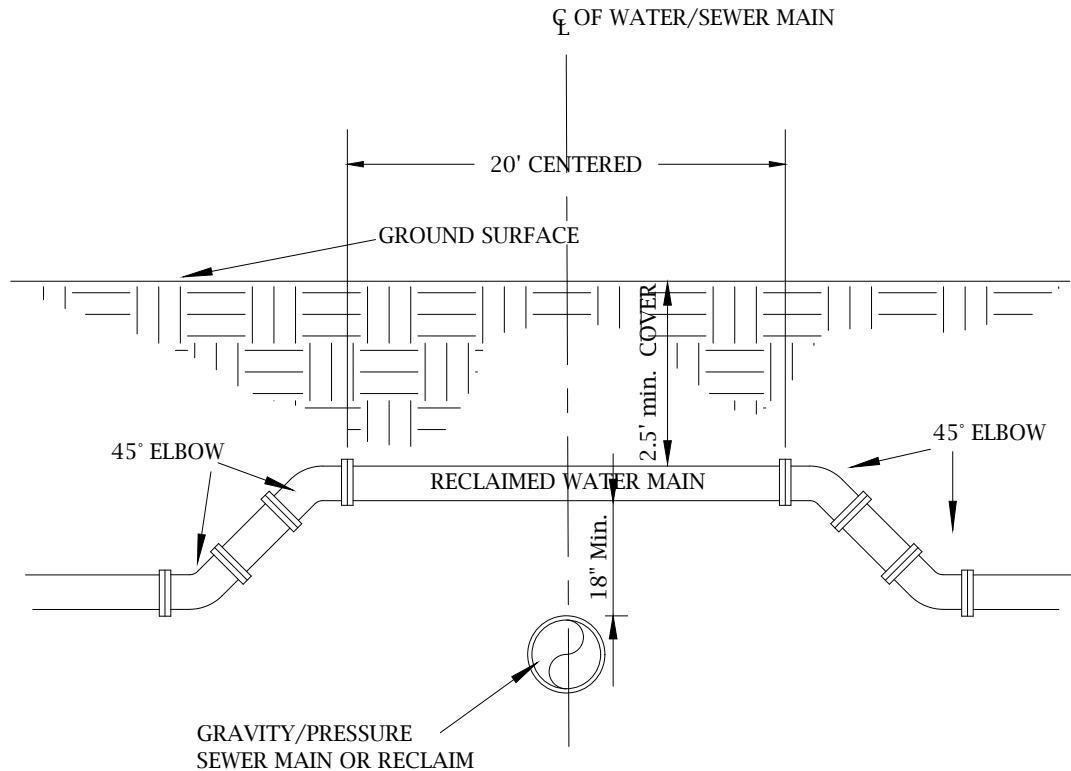 ℄ OF WATER/SEWER MAIN
20' CENTERED
GROUND SURFACE
2.5' min. COVER
45° ELBOW
45° ELBOW
RECLAIMED WATER MAIN
18" Min.
GRAVITY/PRESSURE
SEWER MAIN OR RECLAIM